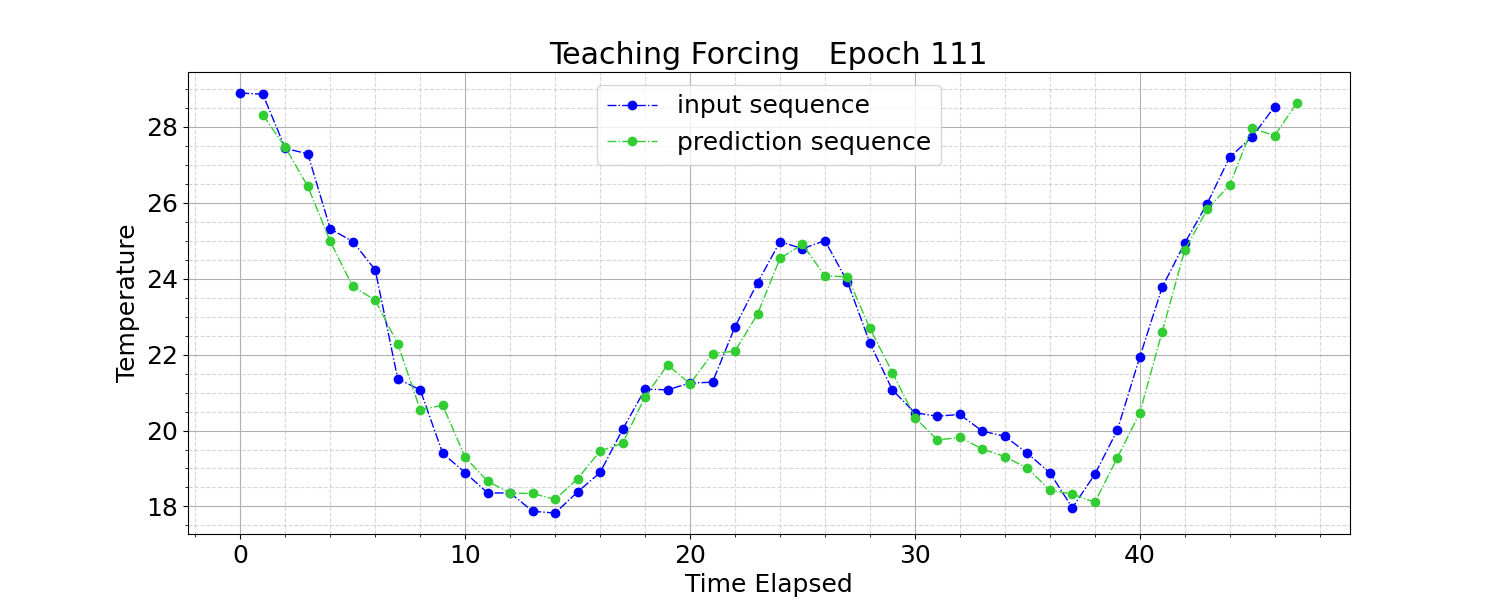 Teaching Forcing   Epoch 111
input sequence
prediction sequence
Temperature
28
26
24
22
20
18
0 10 20 30 40
Time Elapsed